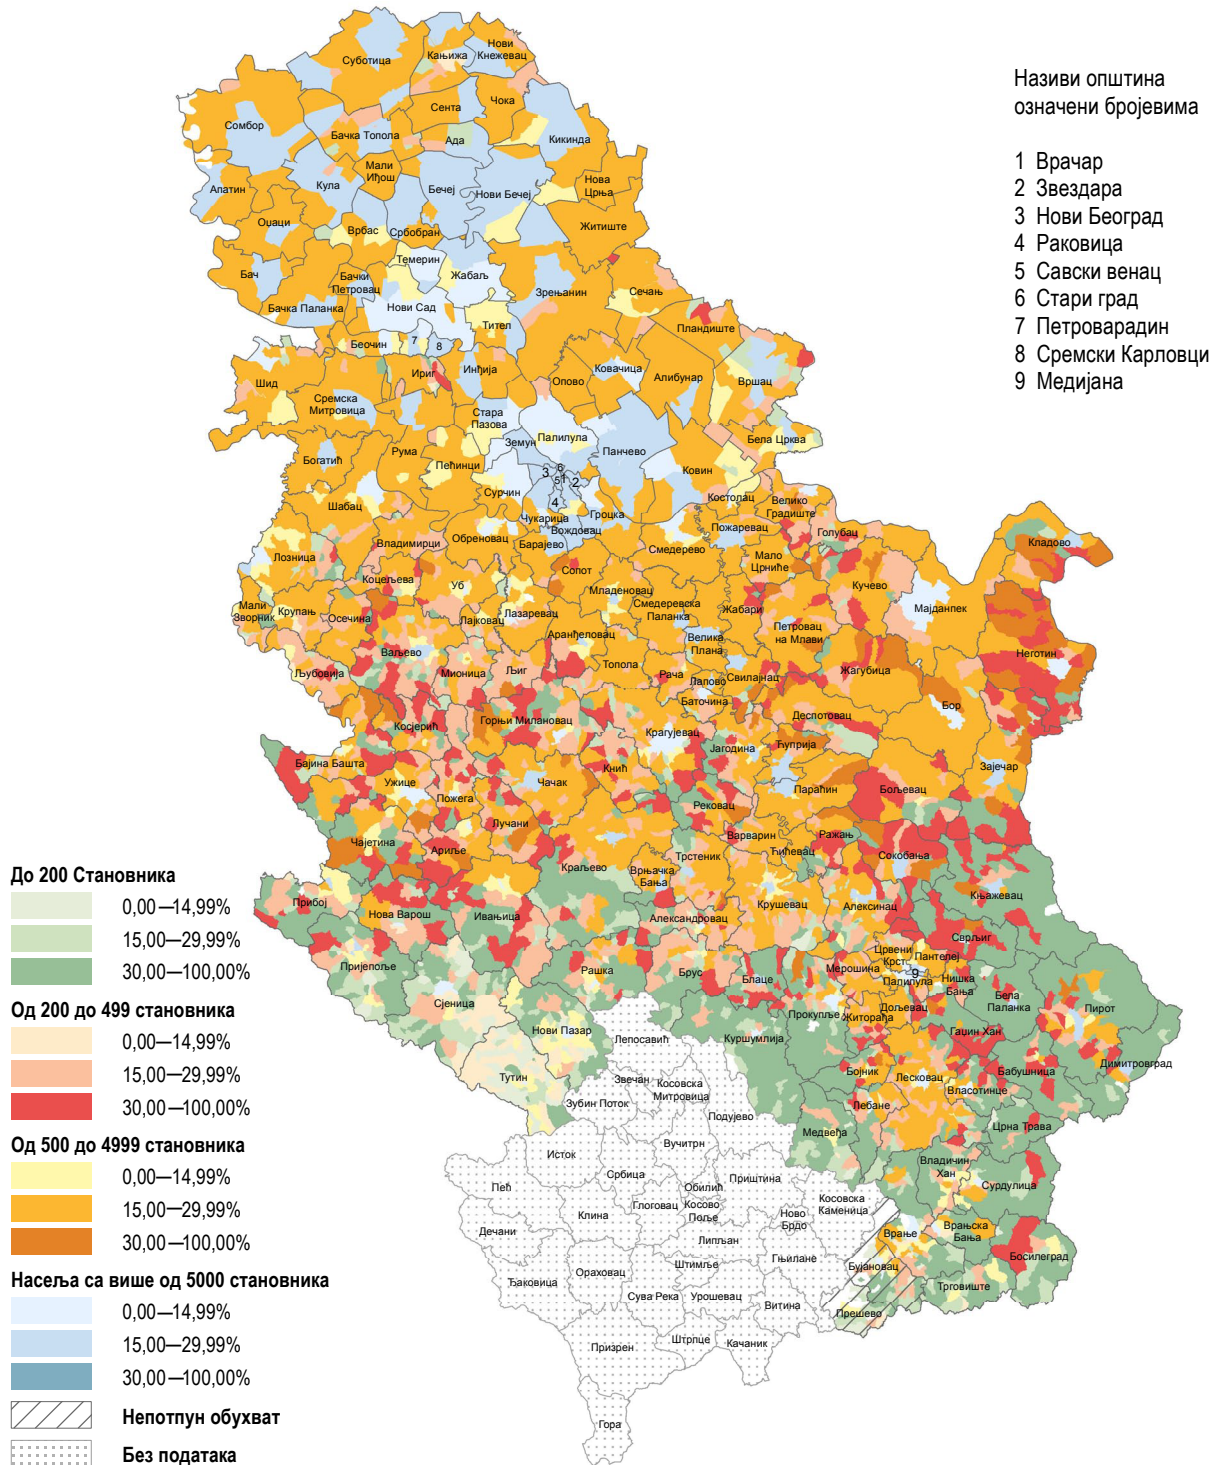 Називи општина
означени бројевима
1 Врачар
2 Звездара
3 Нови Београд
4 Раковица
5 Савски венац
6 Стари град
7 Петроварадин
8 Сремски Карловци
9 Медијана
Суботица
Кањижа
Нови
Кнежевац
Сента
Чока
Сомбор
Бачка Топола
Ада
Кикинда
Мали
Иђош
Апатин
Кула
Бечеј
Нови Бечеј
Нова
Црња
Оџаци
Врбас
Србобран
Житиште
Темерин
Бач
Бачки
Петровац
Жабаљ
Зрењанин
Сечањ
Бачка Паланка
Нови Сад
Тител
Пландиште
Беочин
7
8
Шид
Ириг
Инђија
Опово
Ковачица
Алибунар
Вршац
Сремска
Митровица
Стара
Пазова
Земун
Палилула
Панчево
Бела Црква
Богатић
Рума
Пећинци
Сурчин
3
6
5
1
2
4
Ковин
Шабац
Чукарица
Гроцка
Вождовац
Костолац
Велико
Градиште
Пожаревац
Голубац
Кладово
Владимирци
Обреновац
Барајево
Смедерево
Лозница
Сопот
Мало
Црниће
Коцељева
Уб
Младеновац
Кучево
Мајданпек
Мали
Зворник
Крупањ
Осечина
Лајковац
Лазаревац
Смедеревска
Паланка
Жабари
Петровац
на Млави
Аранђеловац
Велика
Плана
Ваљево
Неготин
Љубовија
Мионица
Љиг
Топола
Рача
Лапово
Свилајнац
Жагубица
Баточина
Бор
Косјерић
Горњи Милановац
Деспотовац
Крагујевац
Јагодина
Ћуприја
Бајина Башта
Зајечар
Ужице
Чачак
Кнић
Пожега
Параћин
Бољевац
Рековац
Лучани
Варварин
Ражањ
Чајетина
Ариље
Трстеник
Ћићевац
Сокобања
Краљево
Врњачка
Бања
Књажевац
Прибој
Нова Варош
Ивањица
Александровац
Крушевац
Алексинац
Сврљиг
Црвени
Крст
Пантелеј
9
Пријепоље
Рашка
Брус
Блаце
Мерошина
Палилула
Нишка
Бања
Бела
Паланка
Пирот
Сјеница
Прокупље
Дољевац
Житорађа
Нови Пазар
Гаџин Хан
Лепосавић
Куршумлија
Димитровград
Бабушница
Тутин
Звечан
Косовска
Митровица
Бојник
Лесковац
Власотинце
Зубин Поток
Подујево
Лебане
Црна Трава
Вучитрн
Медвеђа
Исток
Владичин
Хан
Пећ
Србица
Обилић
Приштина
Сурдулица
Клина
Глоговац
Косово
Поље
Ново
Брдо
Косовска
Каменица
Дечани
Липљан
Врање
Врањска
Бања
Гњилане
Бујановац
Босилеград
Ђаковица
Ораховац
Штимље
Трговиште
Сува Река
Урошевац
Витина
Прешево
Призрен
Штрпце
Качаник
Гора
До 200 Становника
0,00—14,99%
15,00—29,99%
30,00—100,00%
Од 200 до 499 становника
0,00—14,99%
15,00—29,99%
30,00—100,00%
Од 500 до 4999 становника
0,00—14,99%
15,00—29,99%
30,00—100,00%
Насеља са више од 5000 становника
0,00—14,99%
15,00—29,99%
30,00—100,00%
Непотпун обухват
Без података